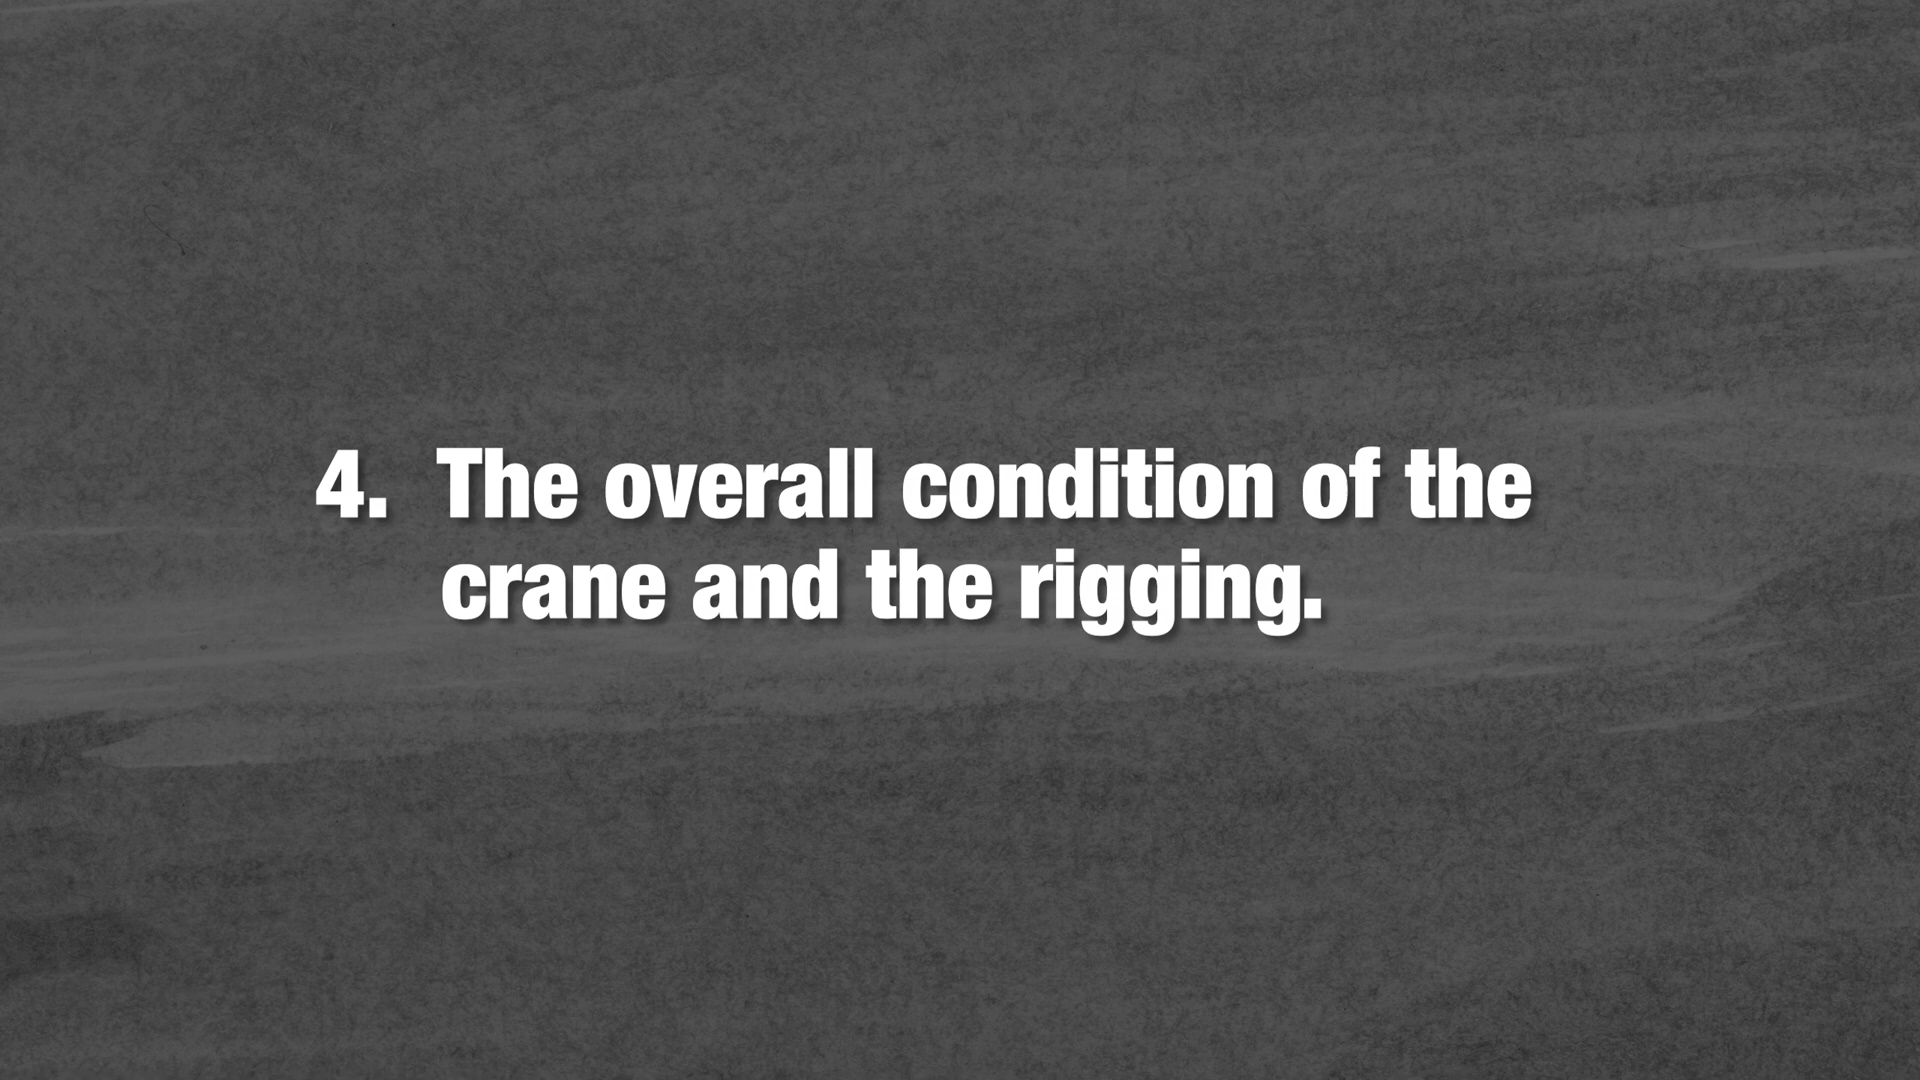 4. The overall condition of the
crane and the rigging.